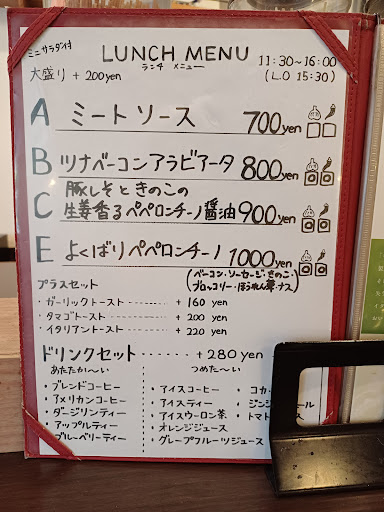 ミニサラダ付
大盛り + 200yen
LUNCH MENU
ランチ メニュー
11:30~16:00
(L.O 15:30)
A ミートソース 700yen
B ツナベーコンアラビアータ 800yen
C 豚しそときのこの
生姜香るペペロンチーノ醤油 900yen
E よくばりペペロンチーノ 1000yen
(ベーコン・ソーセージ・きのこ・
ブロッコリー・ほうれん草・ナス)
プラスセット
・ガーリックトースト ----- + 160 yen
・タマゴトースト ----- + 200 yen
・イタリアントースト ----- + 220 yen
ドリンクセット ------ + 280 yen
あたたか〜い
・ブレンドコーヒー
・アメリカンコーヒー
・ダージリンティー
・アップルティー
・ブルーベリーティー
つめた〜い
・アイスコーヒー
・アイスティー
・アイスウーロン茶
・オレンジジュース
・グレープフルーツジュース